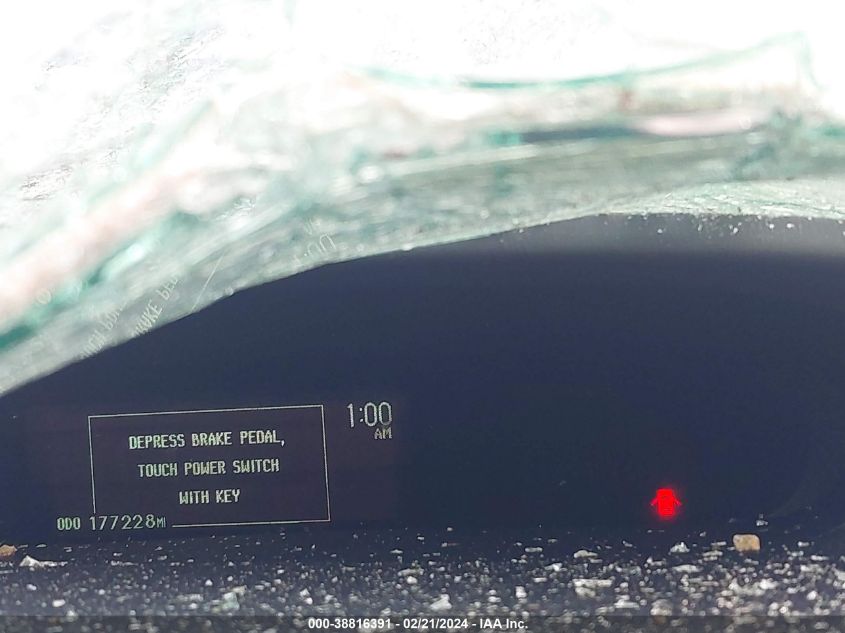 1:00
AM
DEPRESS BRAKE PEDAL,
TOUCH POWER SWITCH
WITH KEY
ODO 177228MI
000-38816391 - 02/21/2024 - IAA Inc.